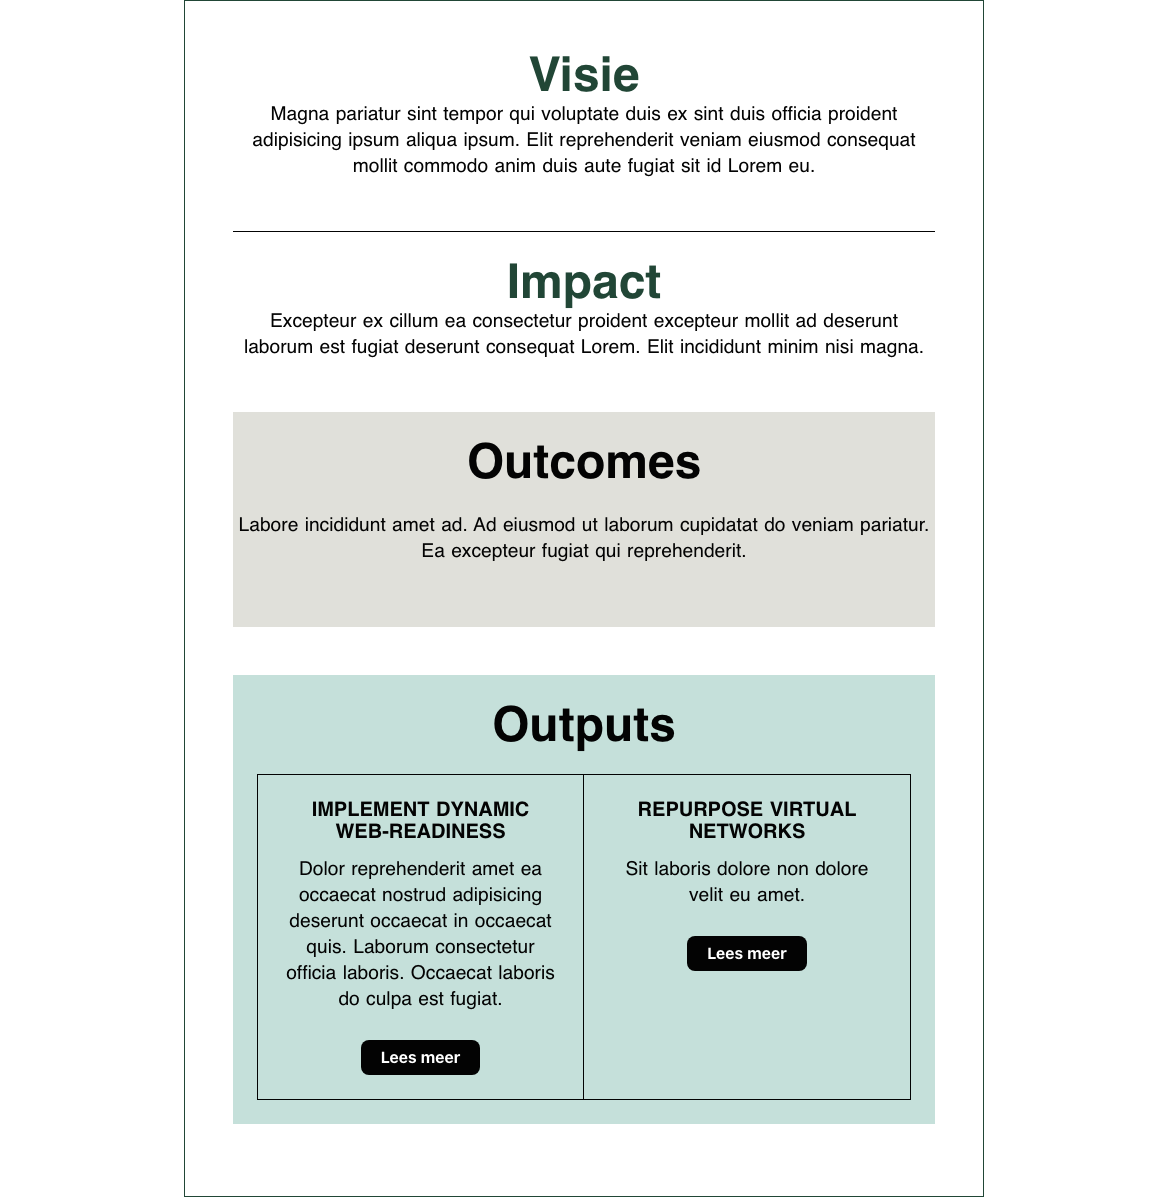 Visie
Magna pariatur sint tempor qui voluptate duis ex sint duis officia proident
adipisicing ipsum aliqua ipsum. Elit reprehenderit veniam eiusmod consequat
mollit commodo anim duis aute fugiat sit id Lorem eu.
Impact
Excepteur ex cillum ea consectetur proident excepteur mollit ad deserunt
laborum est fugiat deserunt consequat Lorem. Elit incididunt minim nisi magna.
Outcomes
Labore incididunt amet ad. Ad eiusmod ut laborum cupidatat do veniam pariatur.
Ea excepteur fugiat qui reprehenderit.
Outputs
IMPLEMENT DYNAMIC
WEB-READINESS
Dolor reprehenderit amet ea
occaecat nostrud adipisicing
deserunt occaecat in occaecat
quis. Laborum consectetur
officia laboris. Occaecat laboris
do culpa est fugiat.
Lees meer
REPURPOSE VIRTUAL
NETWORKS
Sit laboris dolore non dolore
velit eu amet.
Lees meer